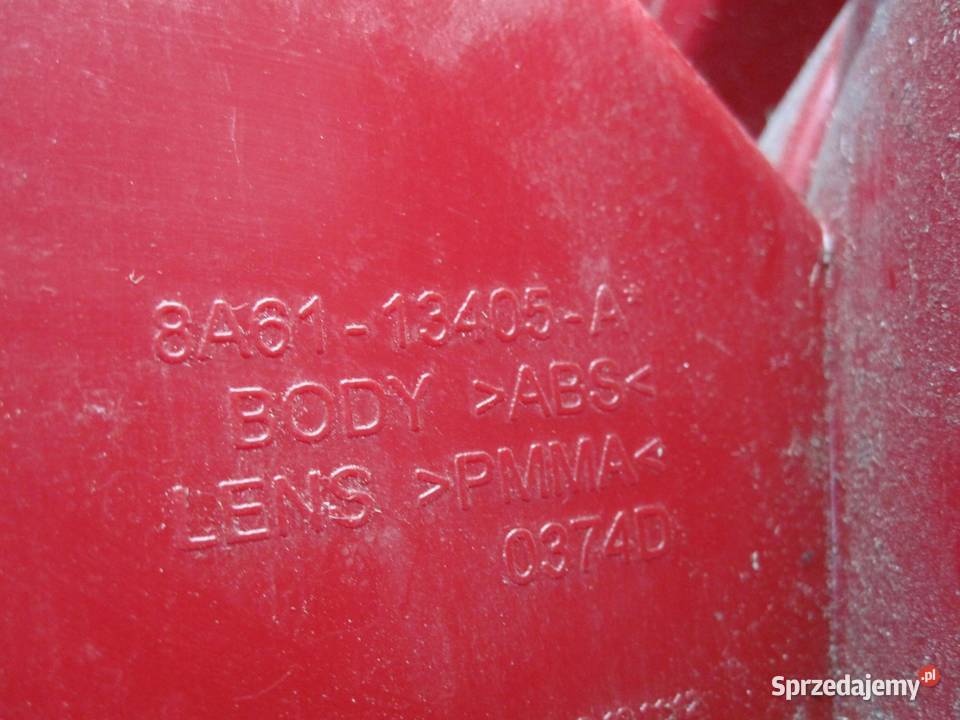 8A61-13405-A*
BODY >ABS<
LENS >PMMA<
0374D
Sprzedajemy.pl